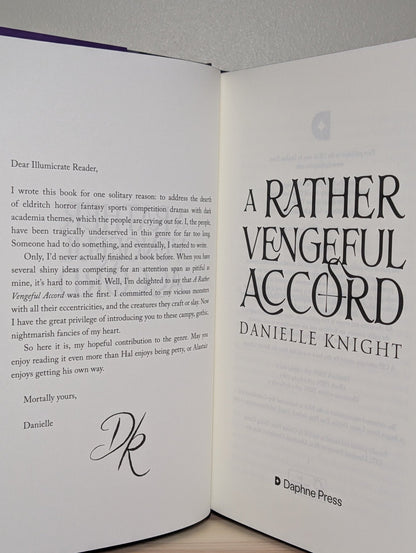 Dear Illumicrate Reader,
I wrote this book for one solitary reason: to address the dearth
of eldritch horror fantasy sports competition dramas with dark
academia themes, which the people are crying out for. I, the people,
have been tragically underserved in this genre for far too long.
Someone had to do something, and eventually, I started to write.
Only, I'd never actually finished a book before. When you have
several shiny ideas competing for an attention span as pitiful as
mine, it's hard to commit. Well, I'm delighted to say that A Rather
Vengeful Accord was the first. I committed to my vicious monsters
with all their eccentricities, and the creatures they craft or slay. Now
I have the great privilege of introducing you to these campy, gothic,
nightmarish fancies of my heart.
So here it is, my hopeful contribution to the genre. May you
enjoy reading it even more than Hal enjoys being petty, or Alastair
enjoys getting his own way.
Mortally yours,
Danielle
DK
A RATHER
VENGEFUL
ACCORD
DANIELLE KNIGHT
Daphne Press